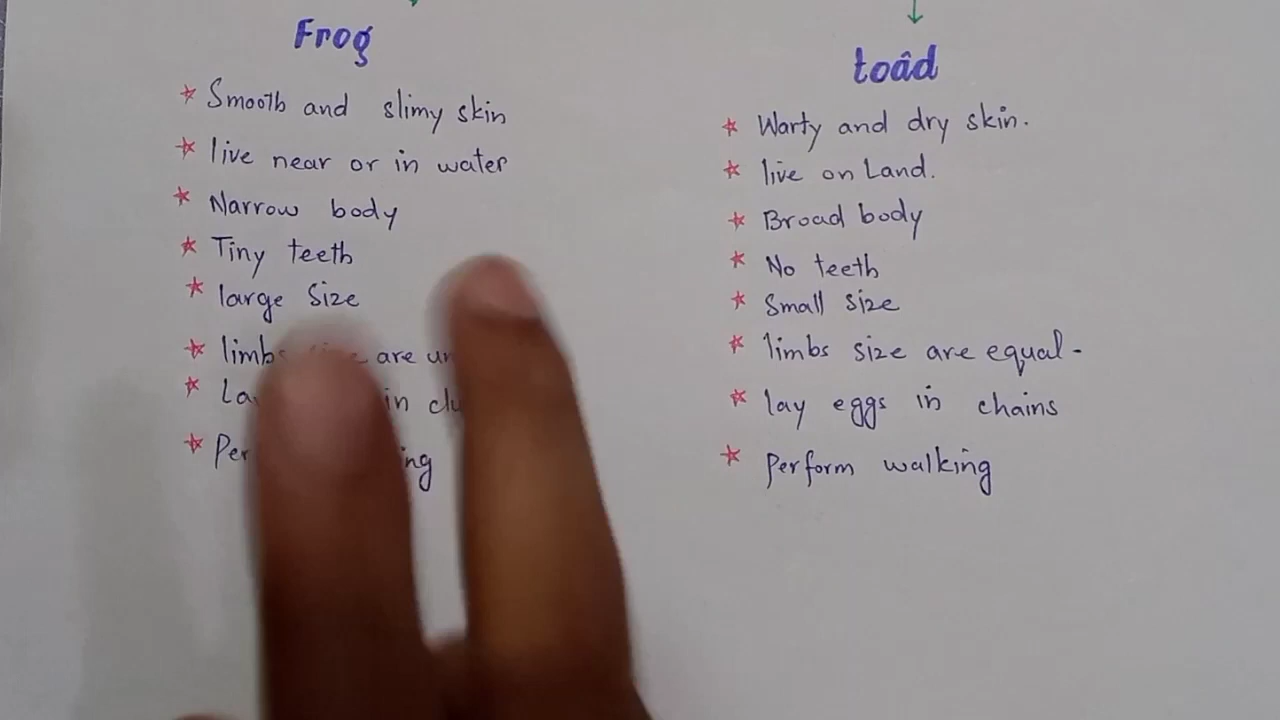 Frog
Smooth and slimy skin
live near or in water
Narrow body
Tiny teeth
large size
limbs are
in
toâd
Warty and dry skin.
live on Land.
Broad body
No teeth
Small size
limbs size are equal-
lay eggs in chains
Perform walking